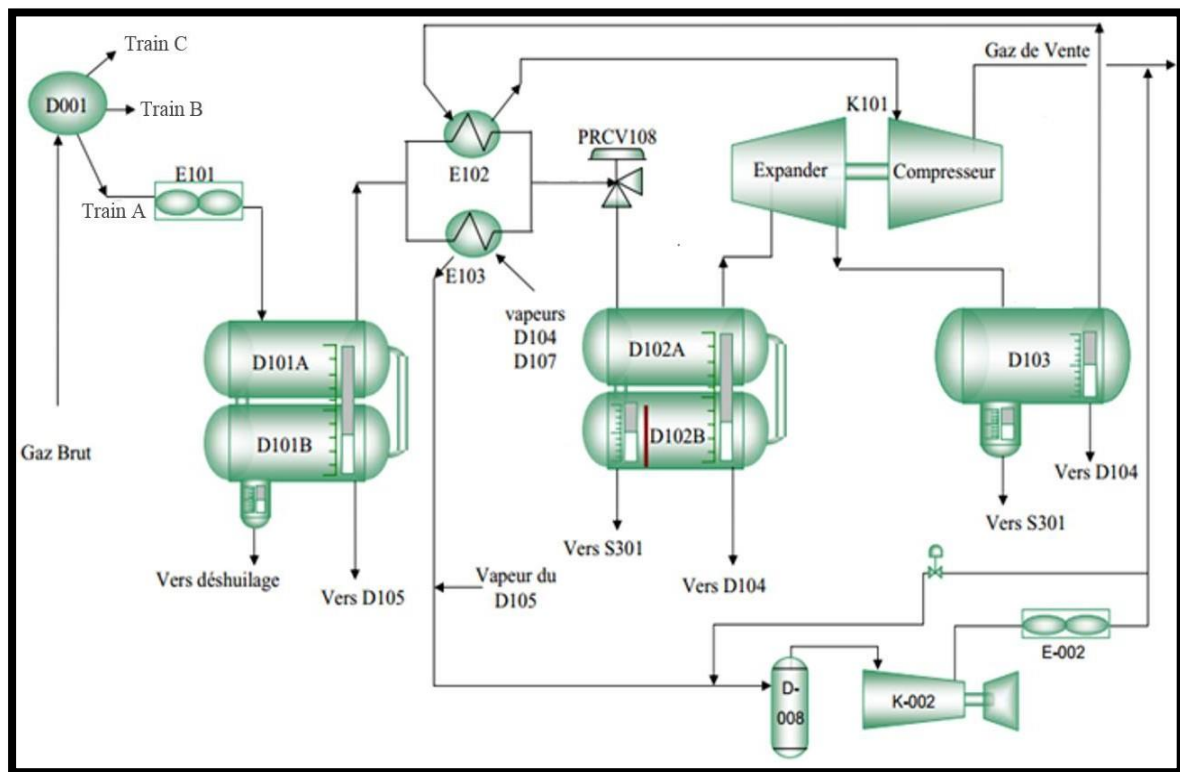 Train C
D001
Train B
E101
Train A
Gaz Brut
D101A
D101B
Vers déshuilage
Vers D105
E102
E103
vapeurs
D104
D107
PRCV108
D102A
D102B
Vers S301
Vers D104
Vapeur du
D105
K101
Expander
Compresseur
Gaz de Vente
D103
Vers D104
Vers S301
E-002
D-
008
K-002